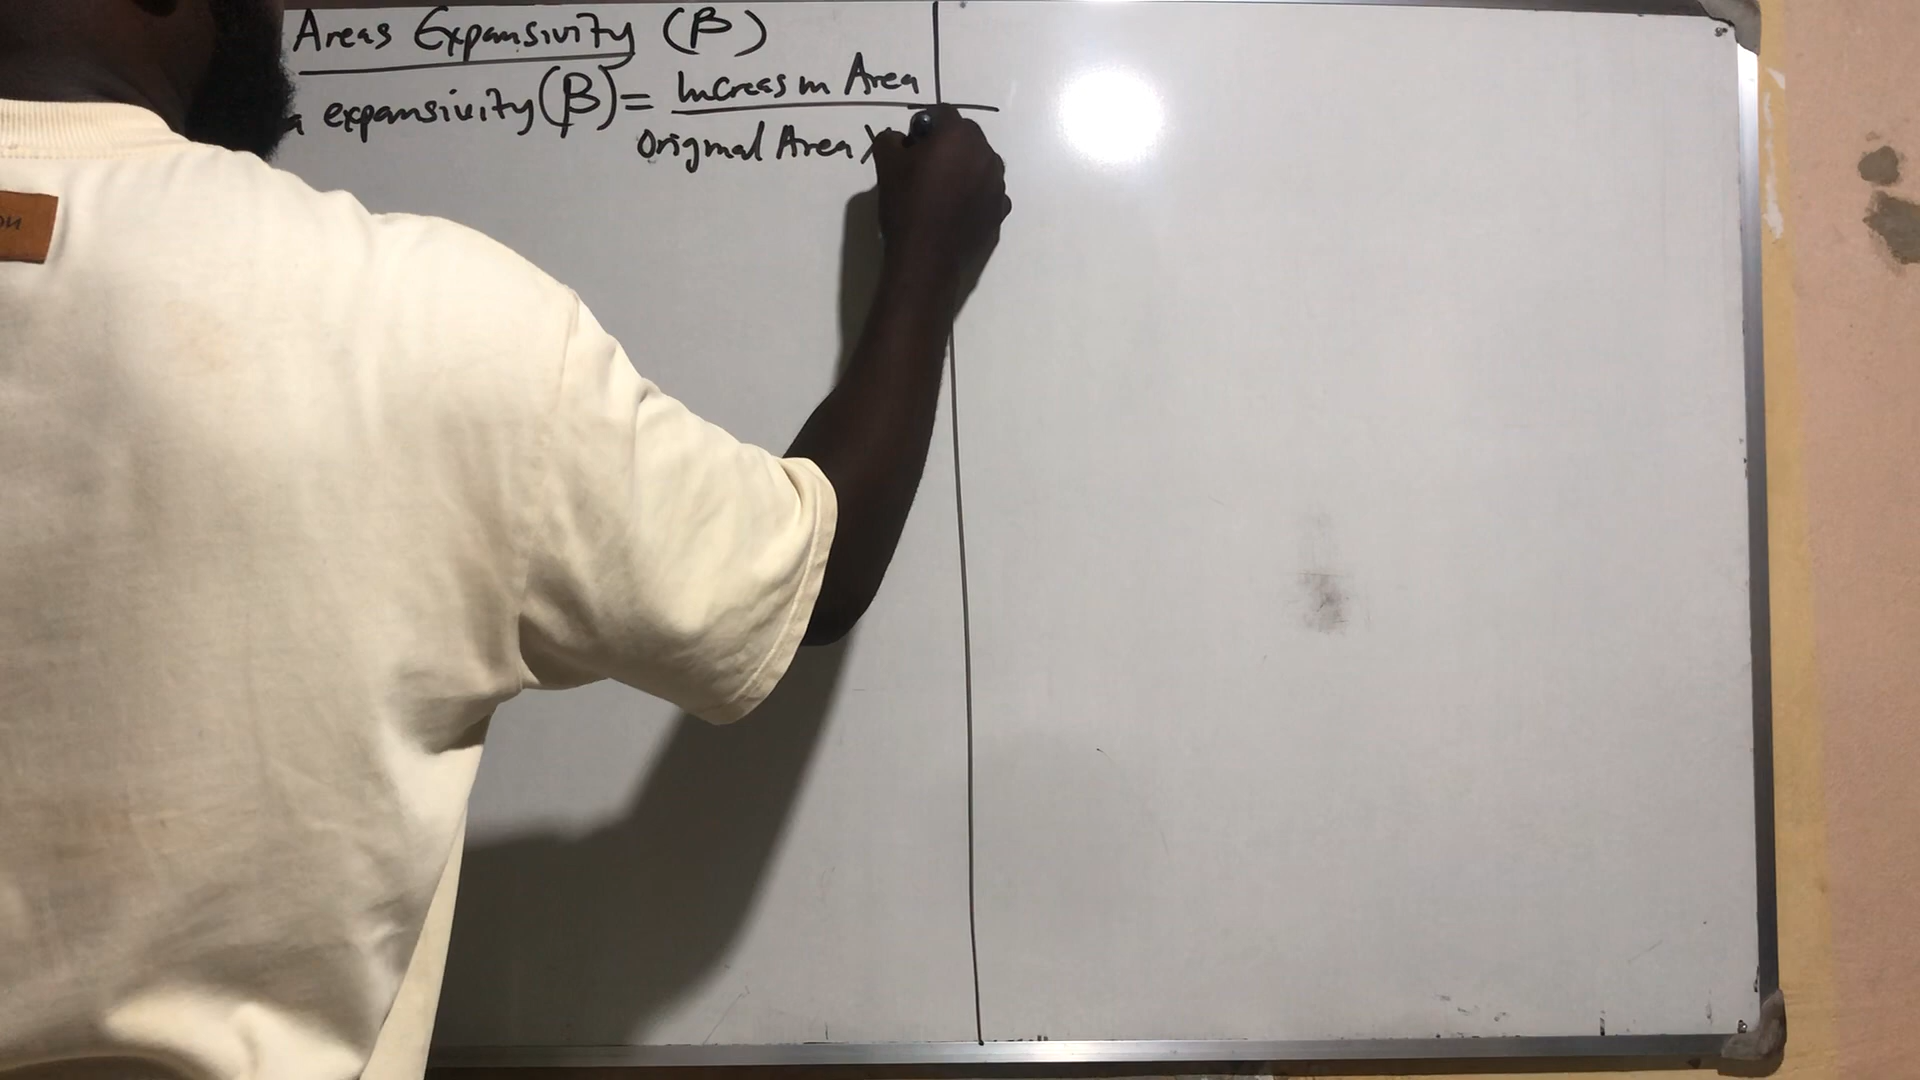 Areas Expansivity (β)
a expansivity (β) = Increas in Area
Original Area X